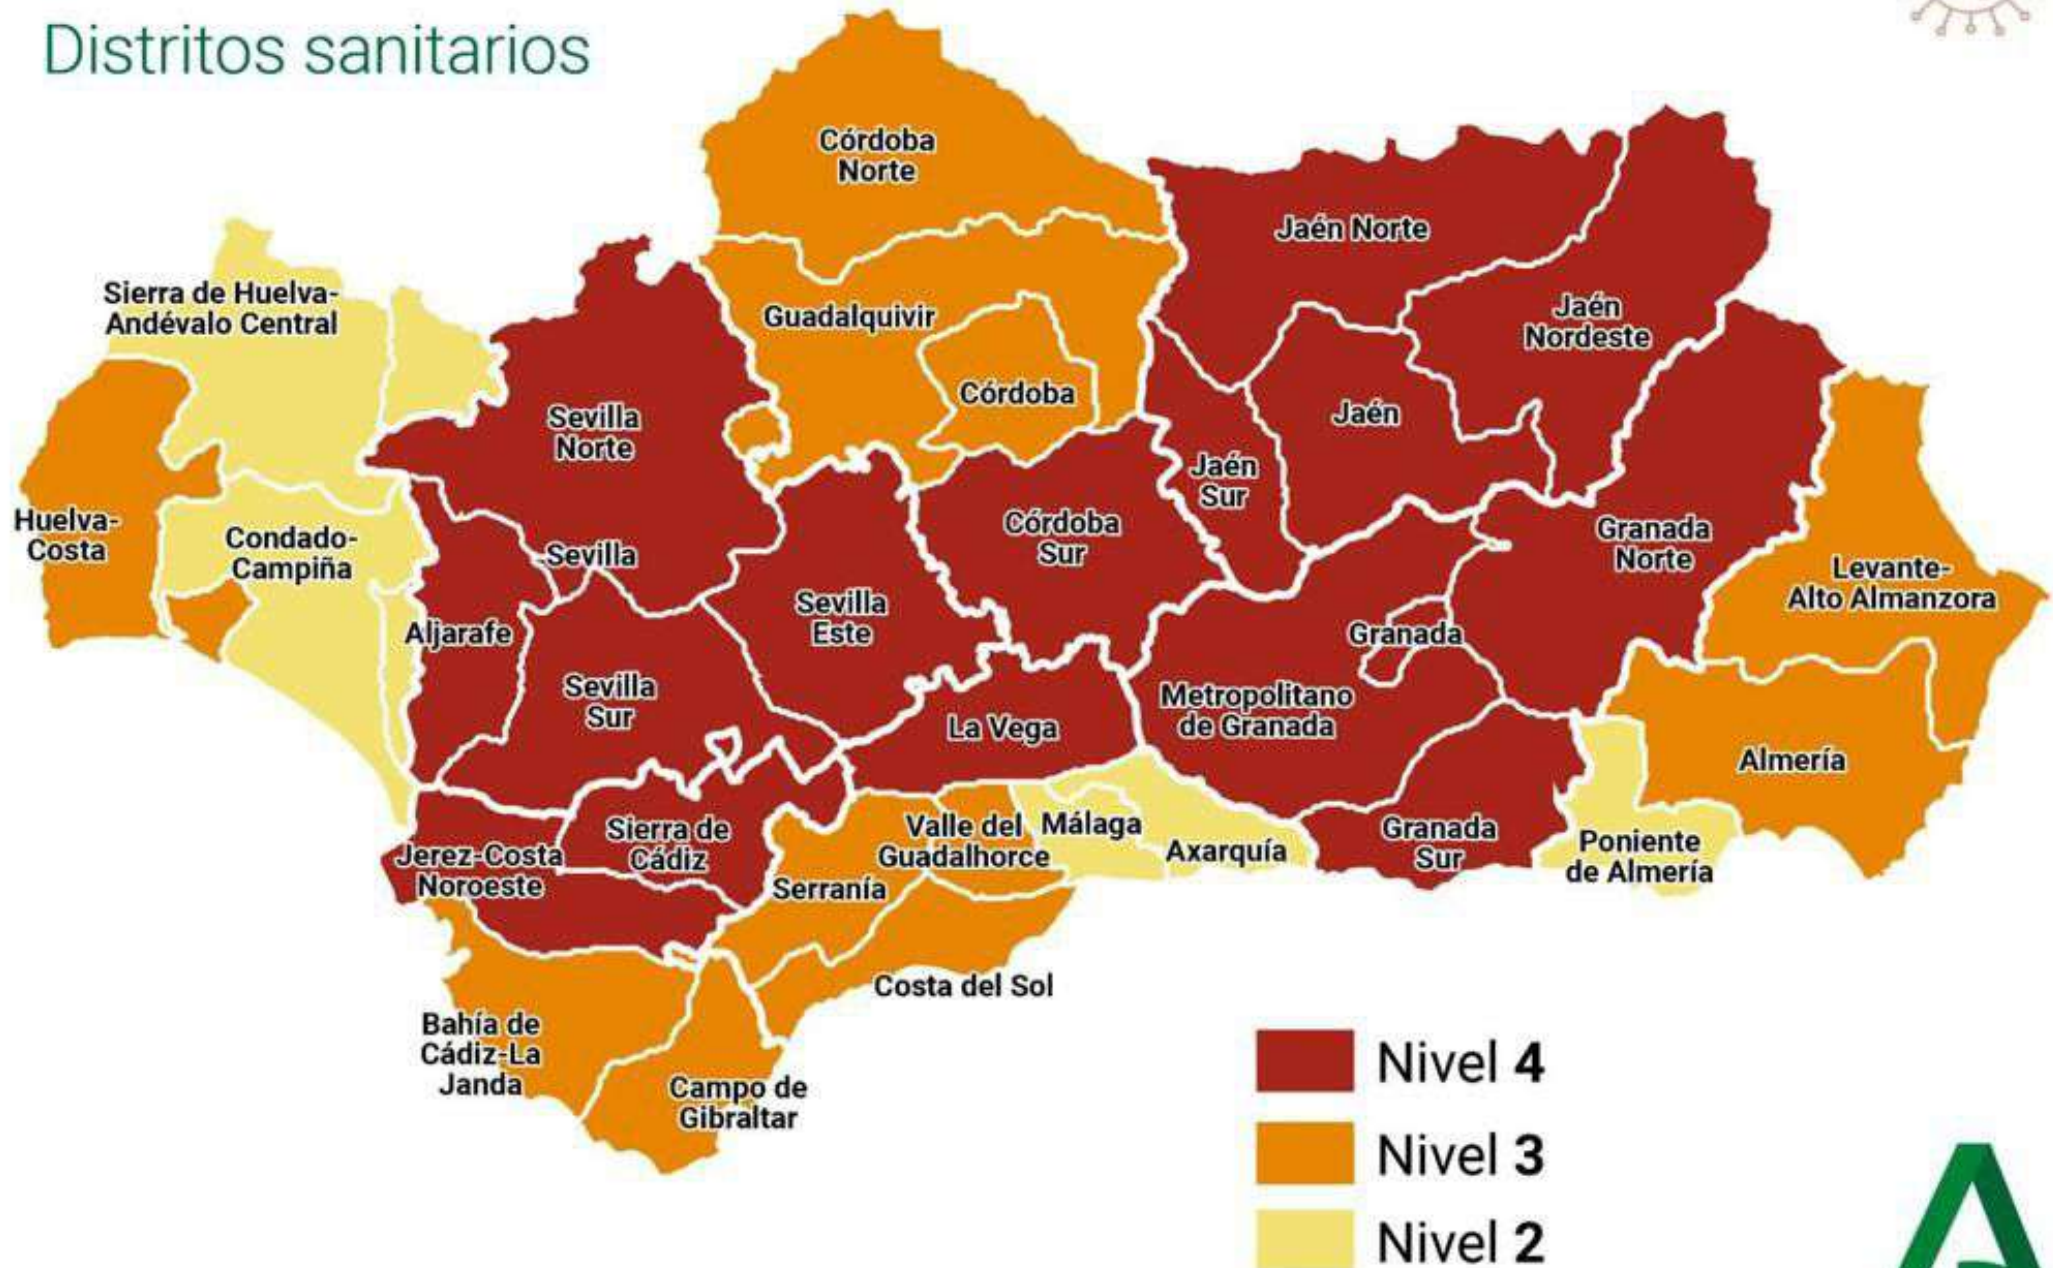 Distritos sanitarios
Córdoba
Norte
Jaén Norte
Sierra de Huelva-
Andévalo Central
Guadalquivir
Jaén
Nordeste
Córdoba
Sevilla
Norte
Jaén
Jaén
Sur
Huelva-
Costa
Condado-
Campiña
Córdoba
Sur
Granada
Norte
Sevilla
Levante-
Alto Almanzora
Sevilla
Este
Aljarafe
Granada
Sevilla
Sur
Metropolitano
de Granada
La Vega
Almería
Sierra de
Cádiz
Valle del
Guadalhorce
Málaga
Axarquía
Granada
Sur
Poniente
de Almería
Jerez-Costa
Noroeste
Serranía
Costa del Sol
Bahía de
Cádiz-La
Janda
Campo de
Gibraltar
Nivel 4
Nivel 3
Nivel 2